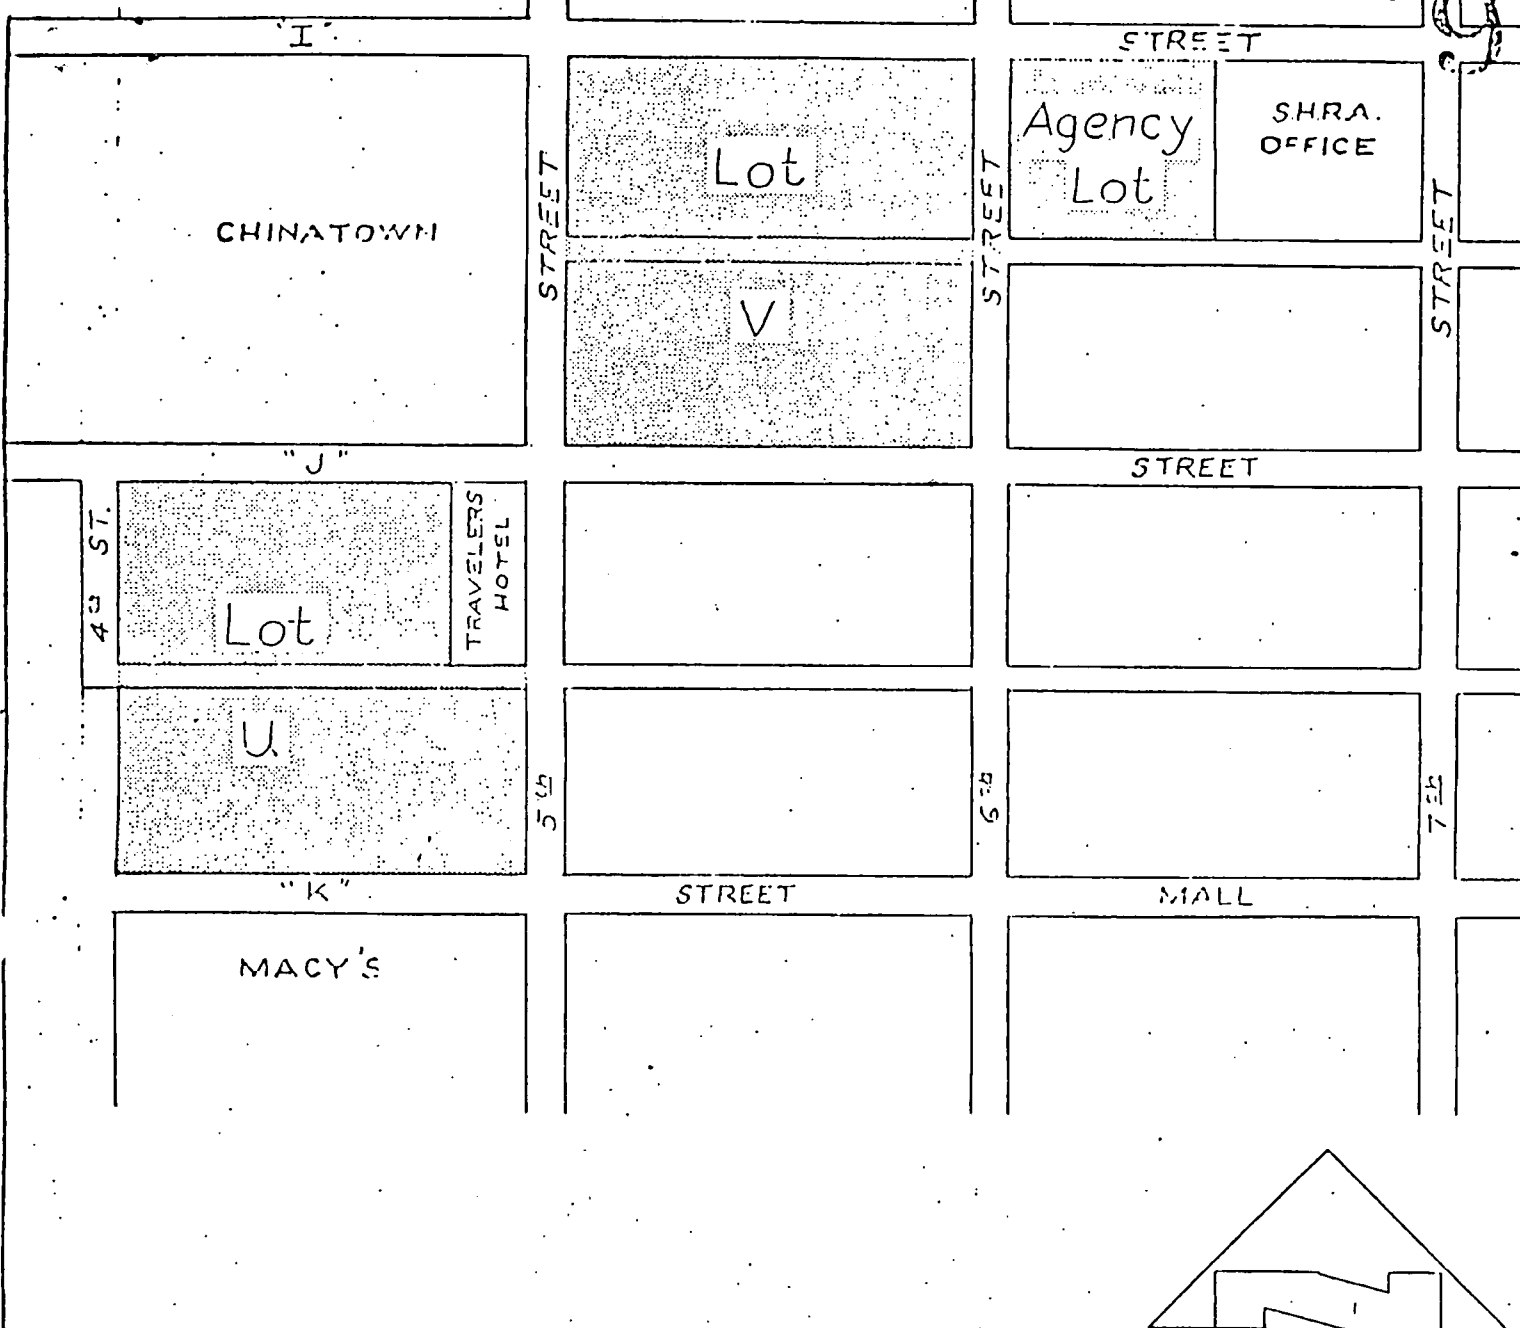 "I" STREET
Agency
Lot
S.H.R.A.
OFFICE
Lot
CHINATOWN
STREET
STREET
STREET
V
"J" STREET
4TH ST.
TRAVELERS
HOTEL
Lot
U
5th
6th
7th
"K" STREET MALL
MACY'S